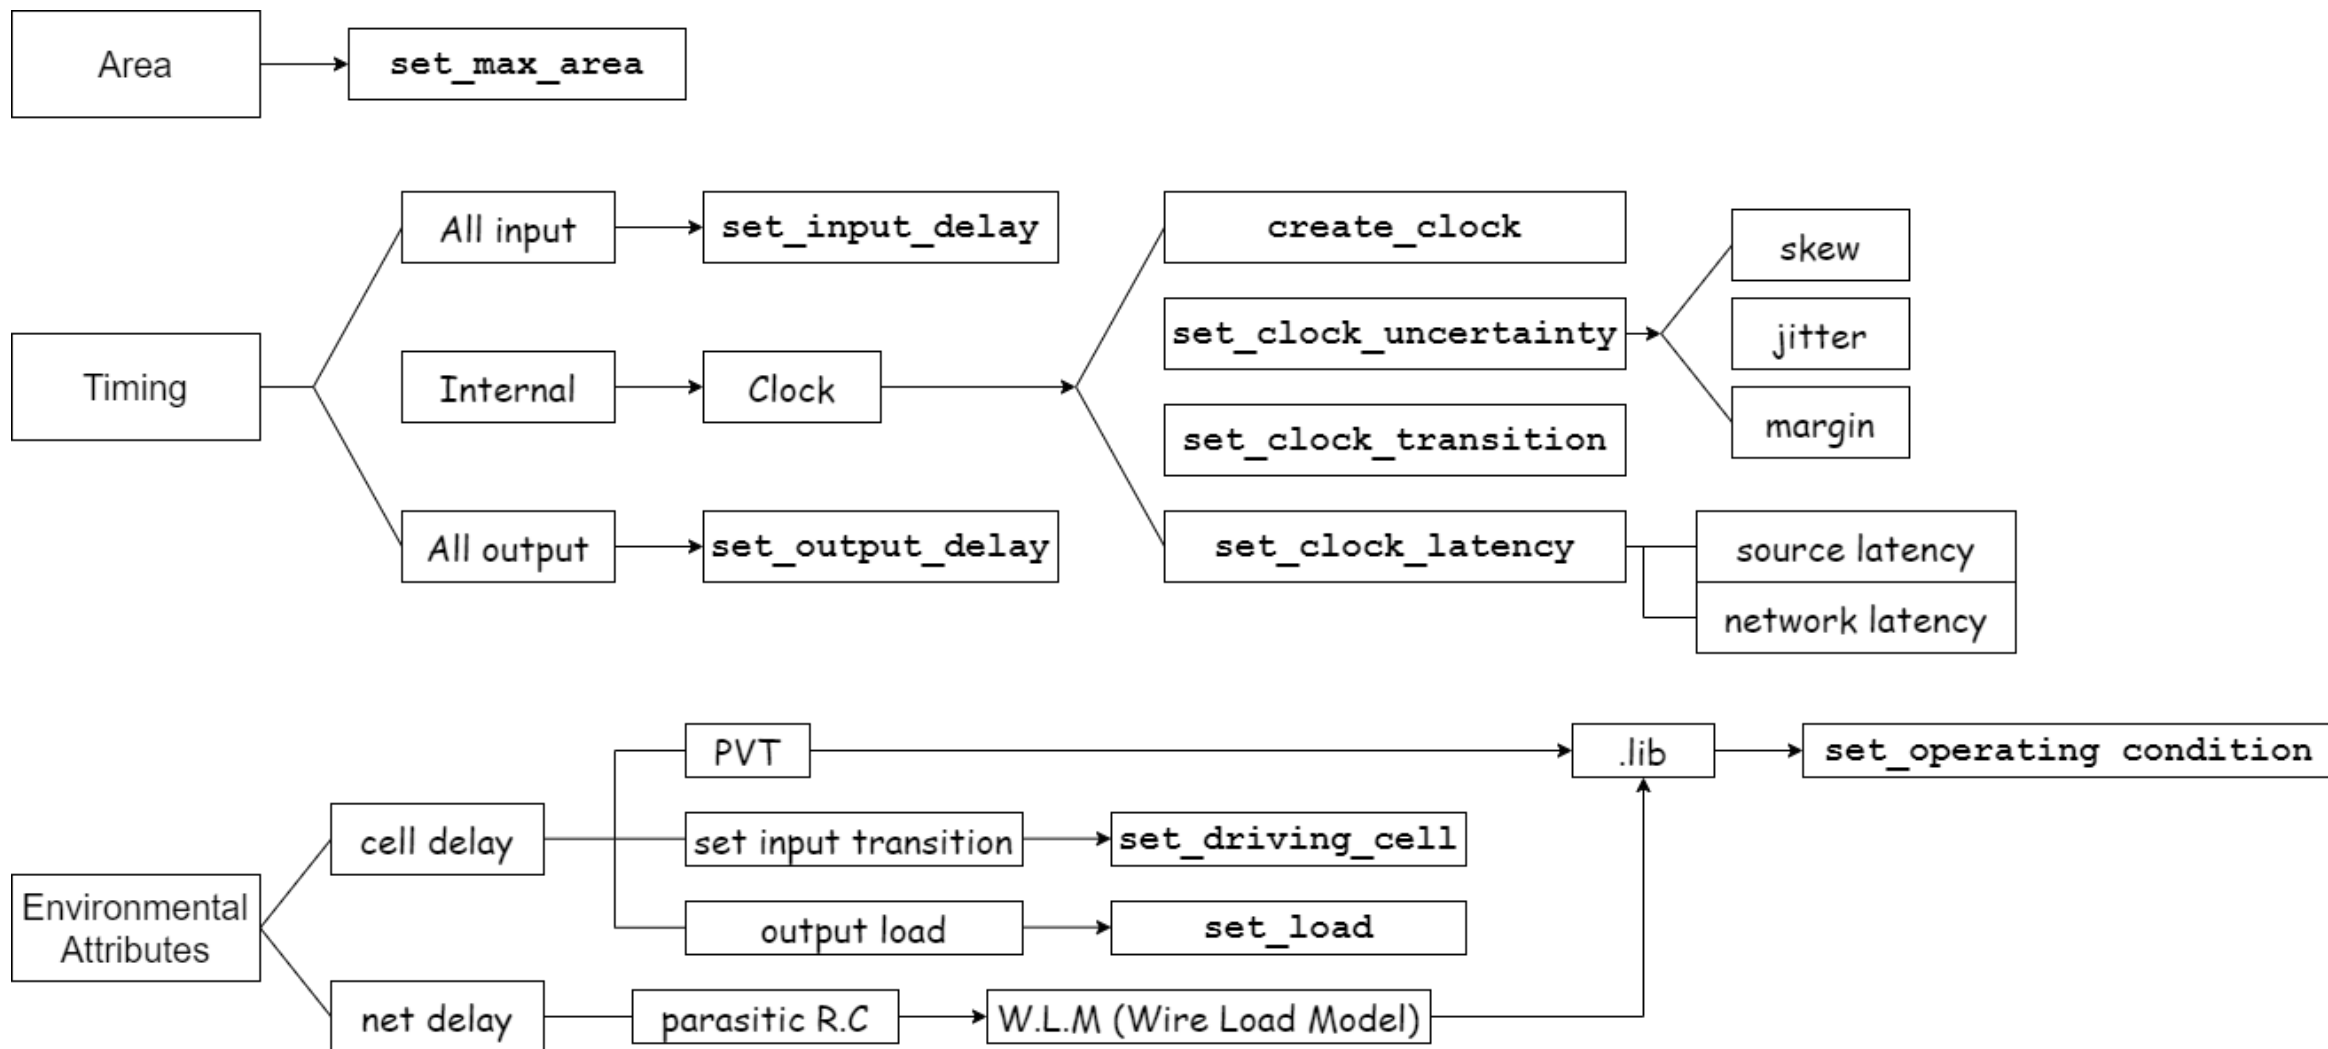 Area
set_max_area
All input
set_input_delay
create_clock
skew
set_clock_uncertainty
jitter
Timing
Internal
Clock
margin
set_clock_transition
All output
set_output_delay
set_clock_latency
source latency
network latency
PVT
.lib
set_operating condition
cell delay
set input transition
set_driving_cell
Environmental
Attributes
output load
set_load
net delay
parasitic R.C
W.L.M (Wire Load Model)